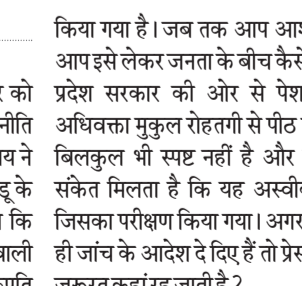 को
नीति
य ने
डू के
कि
वाली
किया गया है। जब तक आप
आप इसे लेकर जनता के बीच कैसे
प्रदेश सरकार की ओर से पेश
अधिवक्ता मुकुल रोहतगी से पीठ
बिलकुल भी स्पष्ट नहीं है और
संकेत मिलता है कि यह
जिसका परीक्षण किया गया। अगर
ही जांच के आदेश दे दिए हैं तो